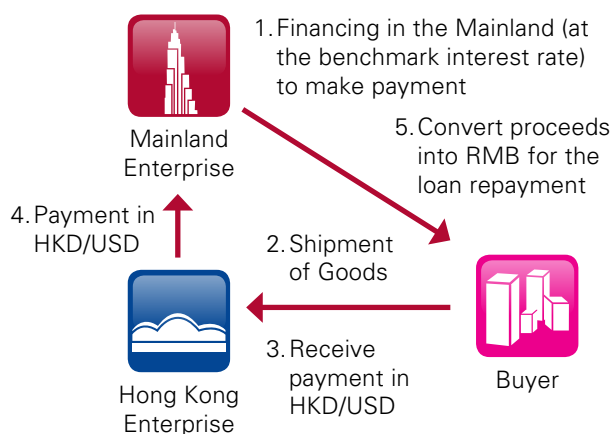 1. Financing in the Mainland (at
the benchmark interest rate)
to make payment
Mainland
Enterprise
5. Convert proceeds
into RMB for the
loan repayment
4. Payment in
HKD/USD
2. Shipment
of Goods
3. Receive
payment in
HKD/USD
Hong Kong
Enterprise
Buyer